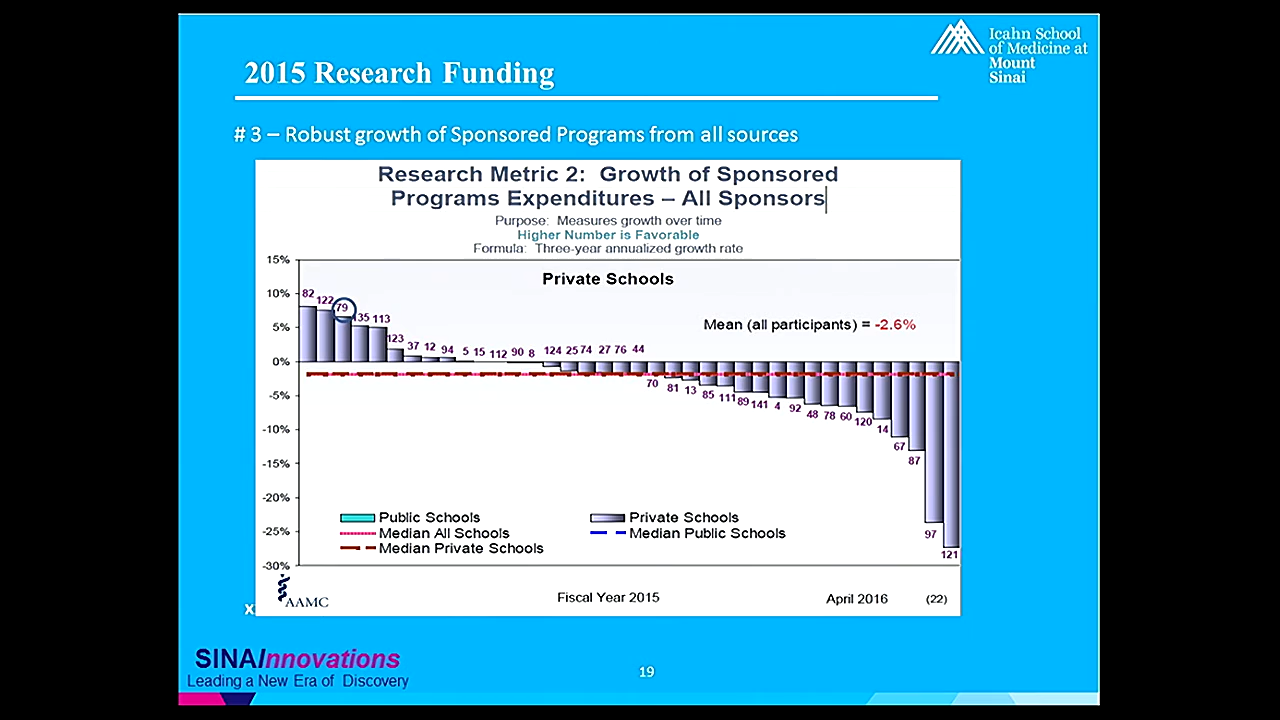 Icahn School
of Medicine at
Mount
Sinai
2015 Research Funding
# 3 – Robust growth of Sponsored Programs from all sources
Research Metric 2: Growth of Sponsored
Programs Expenditures – All Sponsors
Purpose: Measures growth over time
Higher Number is Favorable
Formula: Three-year annualized growth rate
15%
Private Schools
10%
82 122 79 135 113
Mean (all participants) = -2.6%
5%
123 37 12 94 5 15 112 90 8 124 25 74 27 76 44
0%
70 81 13 85 111 89 141 4 92 48 78 60 120 14 67 87 97 121
-5%
-10%
-15%
-20%
-25%
-30%
Public Schools
Private Schools
Median All Schools
Median Public Schools
Median Private Schools
AAMC
Fiscal Year 2015
April 2016
(22)
x
SINAInnovations
Leading a New Era of Discovery
19